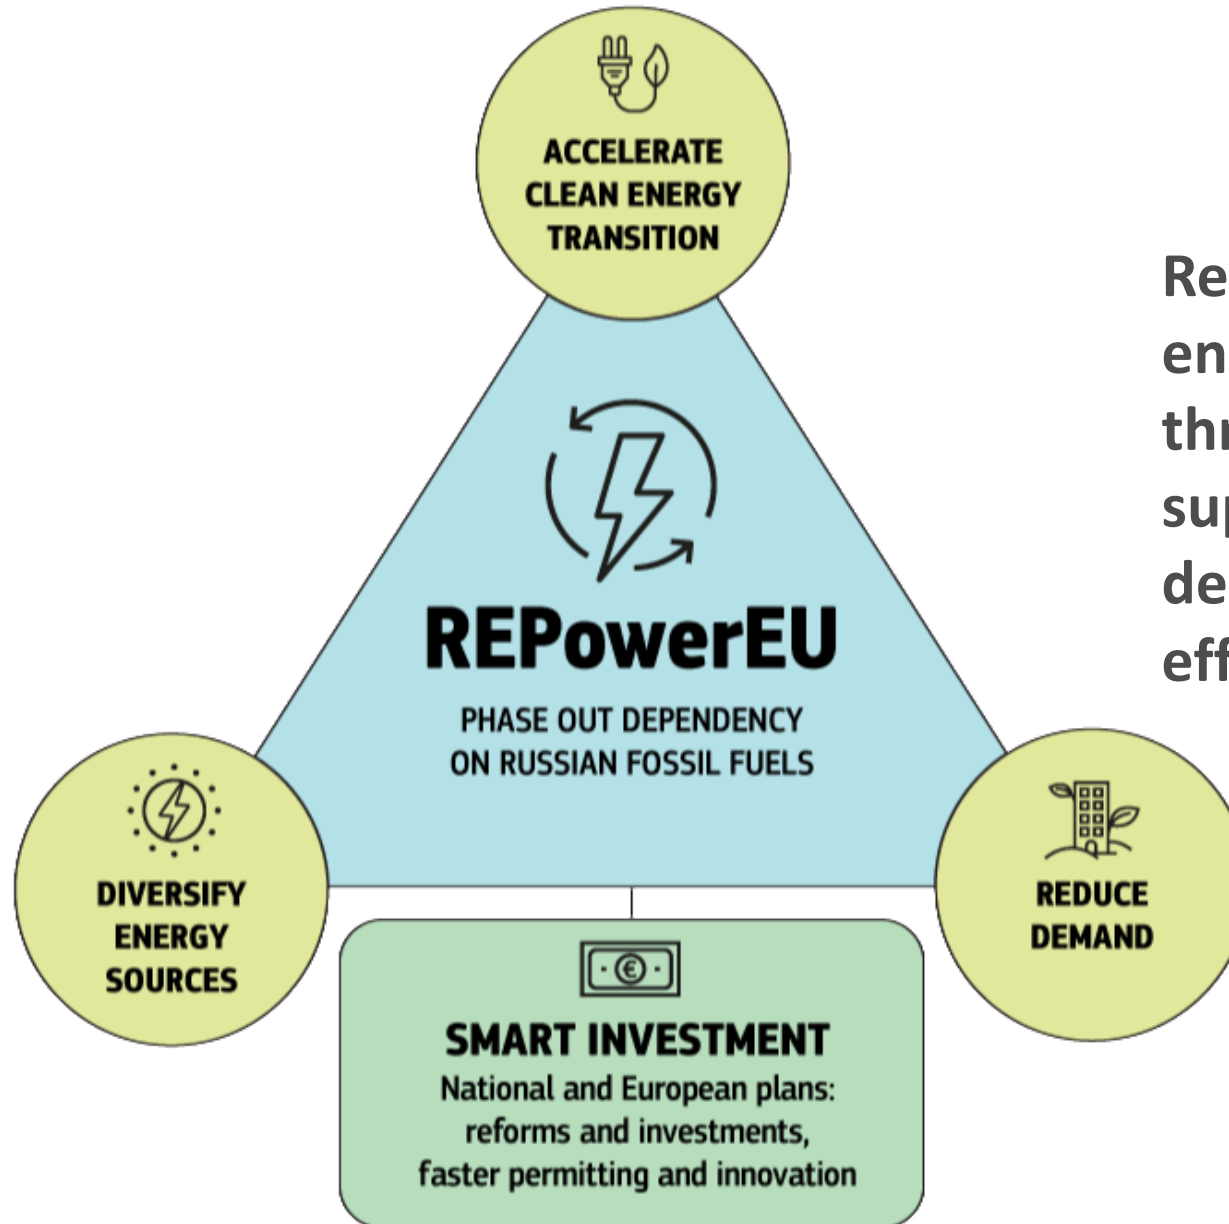 ACCELERATE
CLEAN ENERGY
TRANSITION
REPowerEU
PHASE OUT DEPENDENCY
ON RUSSIAN FOSSIL FUELS
DIVERSIFY
ENERGY
SOURCES
REDUCE
DEMAND
€
SMART INVESTMENT
National and European plans:
reforms and investments,
faster permitting and innovation